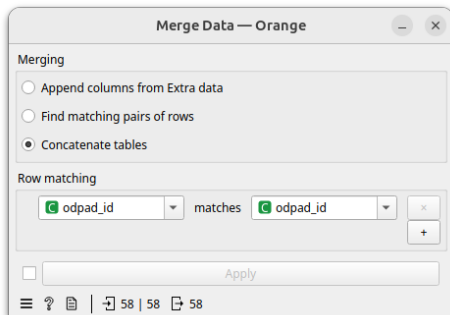 Merge Data — Orange
Merging
Append columns from Extra data
Find matching pairs of rows
Concatenate tables
Row matching
C odpad_id matches C odpad_id ×
+
Apply
? 58 | 58 58